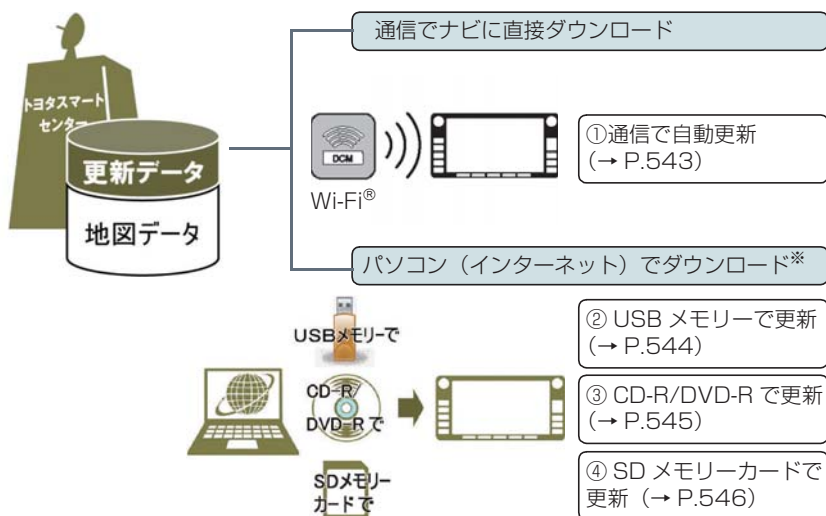 通信でナビに直接ダウンロード
トヨタスマート
センター
更新データ
地図データ
DCM
Wi-Fi®
①通信で自動更新
(→ P.543)
パソコン（インターネット）でダウンロード※
USBメモリーで
② USB メモリーで更新
(→ P.544)
CD-R/
DVD-Rで
③ CD-R/DVD-R で更新
(→ P.545)
SDメモリー
カードで
④ SD メモリーカードで
更新（→ P.546）